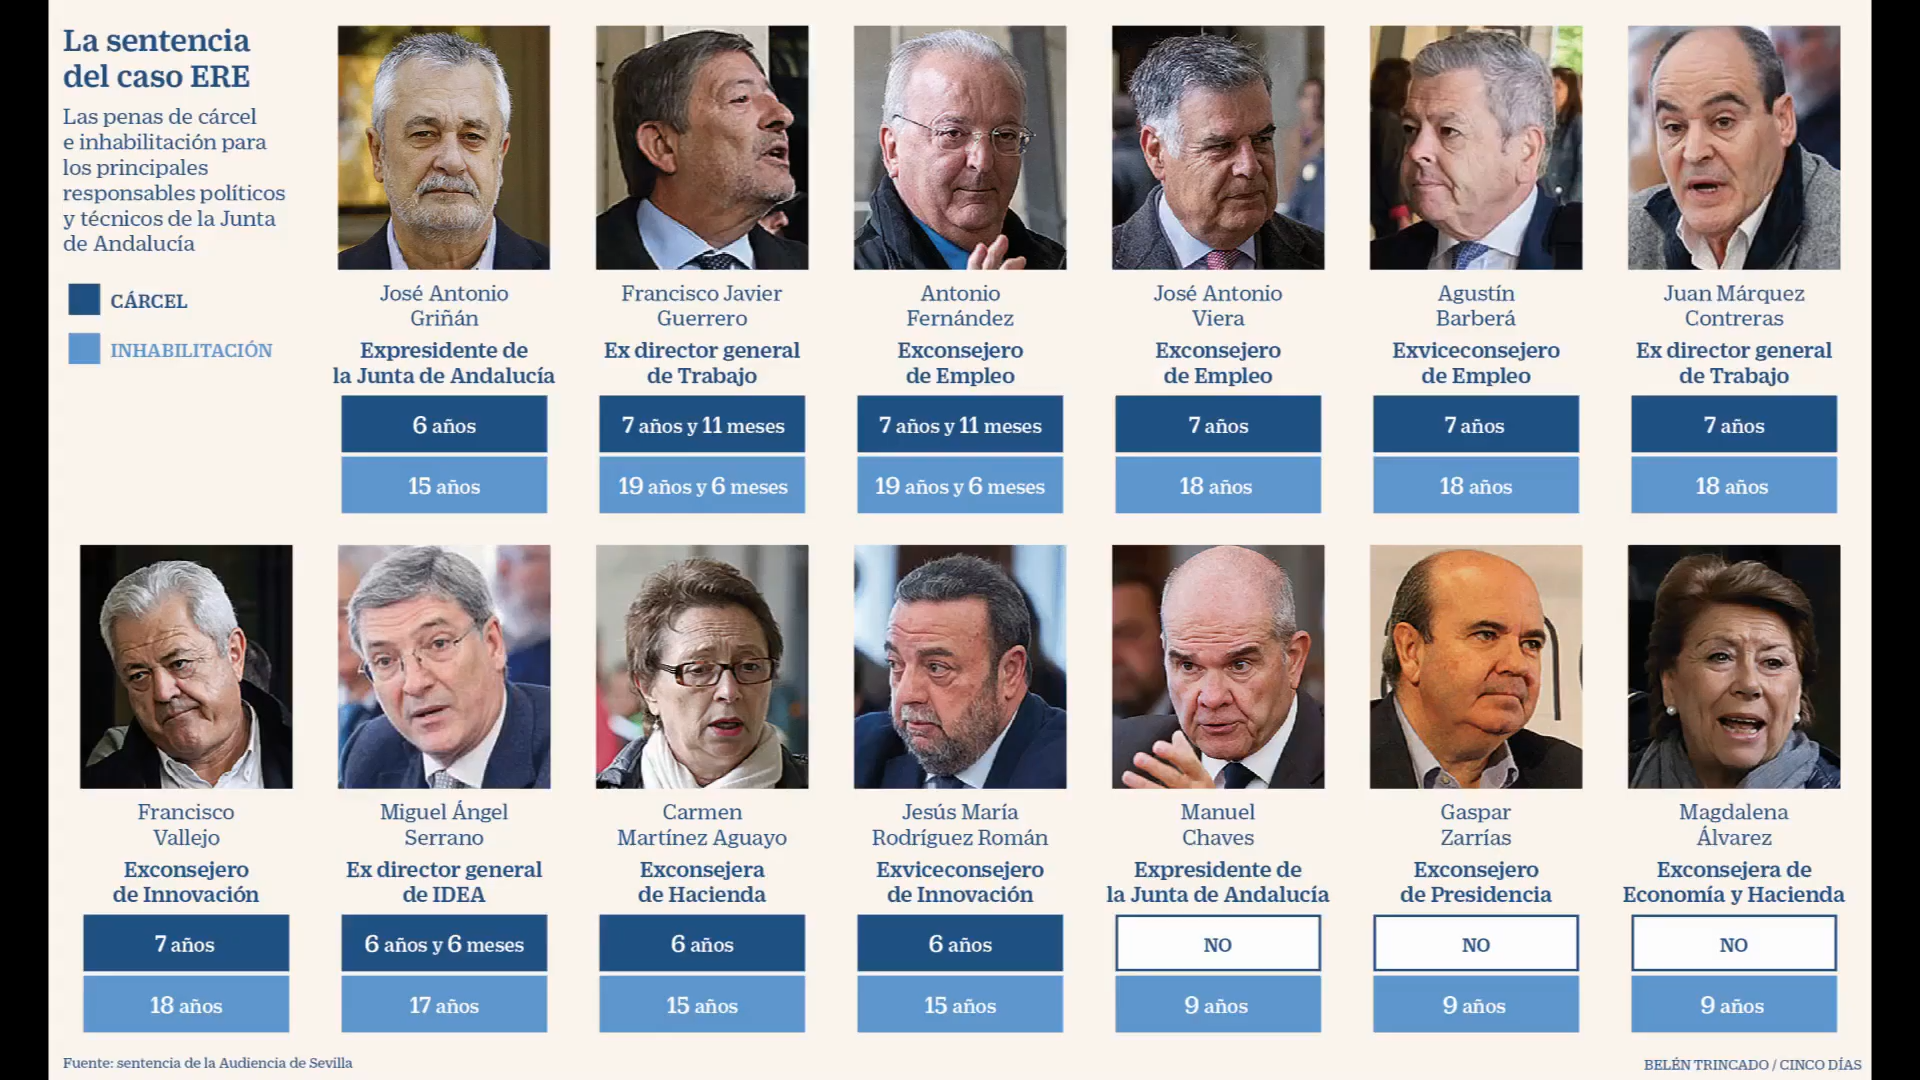 La sentencia
del caso ERE
Las penas de cárcel
e inhabilitación para
los principales
responsables políticos
y técnicos de la Junta
de Andalucía
CÁRCEL
INHABILITACIÓN
José Antonio
Griñán
Expresidente de
la Junta de Andalucía
6 años
15 años
Francisco Javier
Guerrero
Ex director general
de Trabajo
7 años y 11 meses
19 años y 6 meses
Antonio
Fernández
Exconsejero
de Empleo
7 años y 11 meses
19 años y 6 meses
José Antonio
Viera
Exconsejero
de Empleo
7 años
18 años
Agustín
Barberá
Exviceconsejero
de Empleo
7 años
18 años
Juan Márquez
Contreras
Ex director general
de Trabajo
7 años
18 años
Francisco
Vallejo
Exconsejero
de Innovación
7 años
18 años
Miguel Ángel
Serrano
Ex director general
de IDEA
6 años y 6 meses
17 años
Carmen
Martínez Aguayo
Exconsejera
de Hacienda
6 años
15 años
Jesús María
Rodríguez Román
Exviceconsejero
de Innovación
6 años
15 años
Manuel
Chaves
Expresidente de
la Junta de Andalucía
NO
9 años
Gaspar
Zarrías
Exconsejero
de Presidencia
NO
9 años
Magdalena
Álvarez
Exconsejera de
Economía y Hacienda
NO
9 años
Fuente: sentencia de la Audiencia de Sevilla
BELÉN TRINCADO / CINCO DÍAS